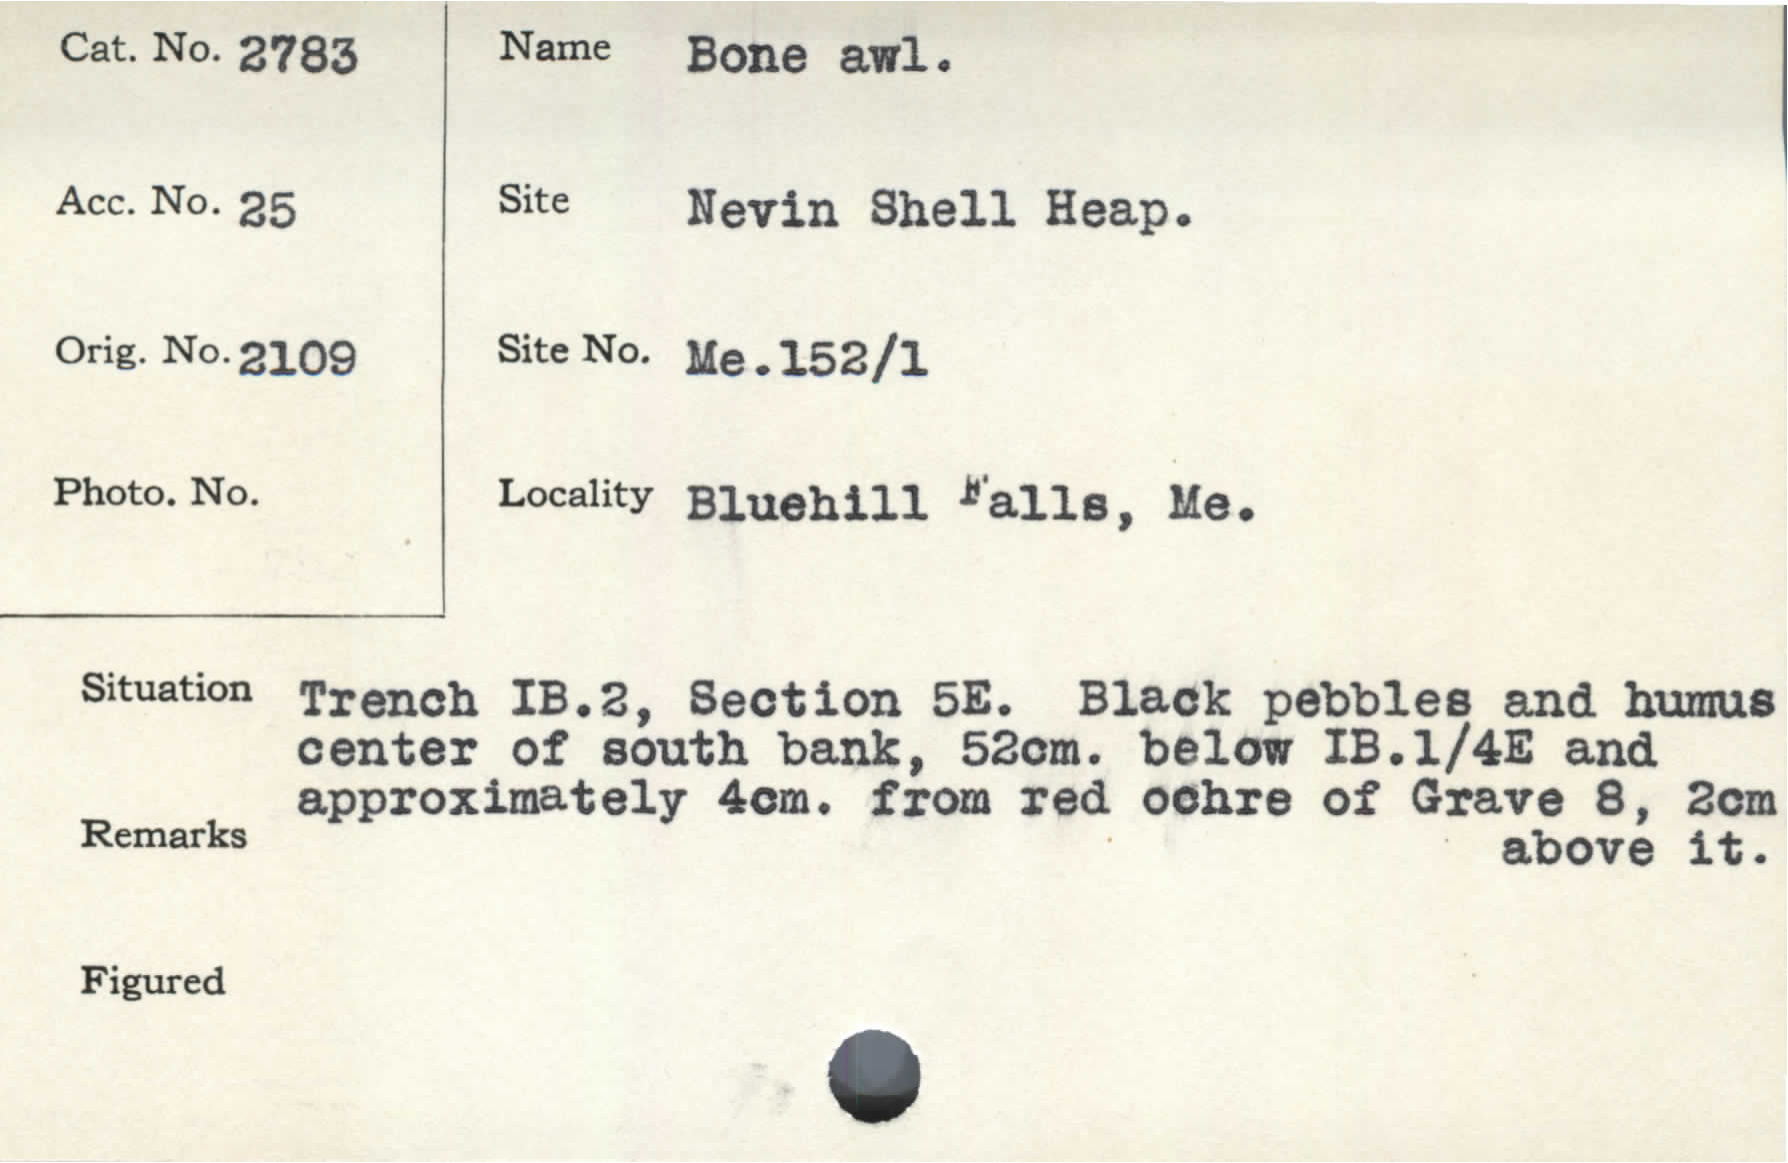 Cat. No. 2783
Name Bone awl.
Acc. No. 25
Site Nevin Shell Heap.
Orig. No. 2109
Site No. Me.152/1
Photo. No.
Locality Bluehill Falls, Me.
Situation Trench IB.2, Section 5E. Black pebbles and humus
center of south bank, 52cm. below IB.1/4E and
approximately 4cm. from red ochre of Grave 8, 2cm
Remarks
above it.
Figured